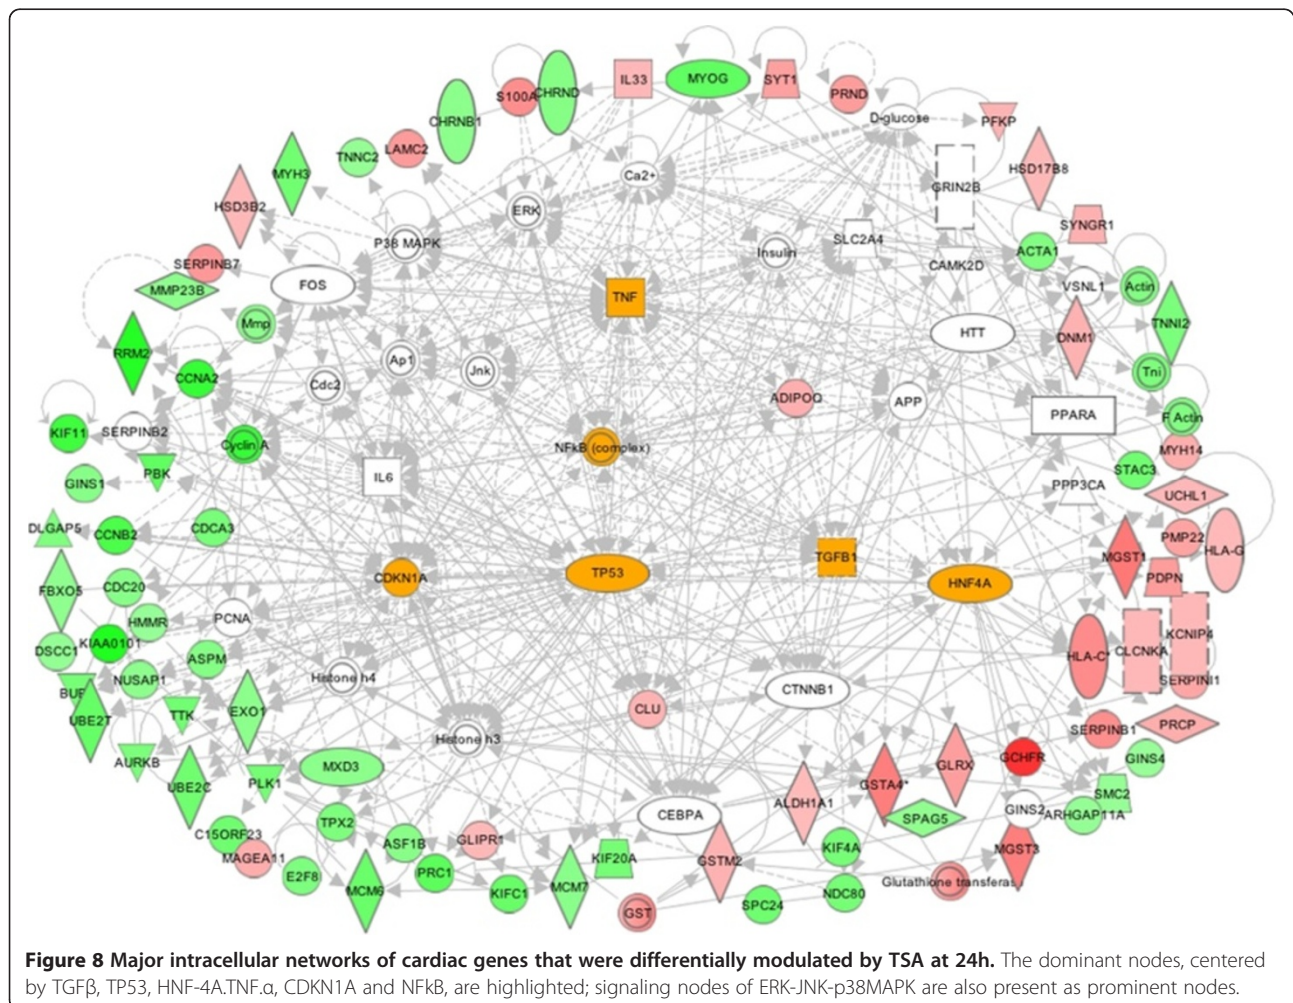 IL33
MYOG
SYT1
S100A
CHRND
PRND
D-glucose
PFKP
CHRNB1
TNNC2
LAMC2
MYH3
Ca2+
GRIN2B
HSD17B8
HSD3B2
ERK
SYNGR1
P38 MAPK
Insulin
SLC2A4
ACTA1
SERPINB7
CAMK2D
MMP23B
FOS
TNF
VSNL1
Actin
Mmp
HTT
DNM1
TNNI2
RRM2
CCNA2
Ap1
Jnk
Cdc2
Tni
ADIPOQ
APP
PPARA
F Actin
KIF11
SERPINB2
Cyclin A
NFkB (complex)
MYH14
PBK
IL6
STAC3
GINS1
PPP3CA
UCHL1
DLGAP5
CCNB2
CDCA3
PMP22
HLA-G
TGFB1
MGST1
CDKN1A
TP53
HNF4A
PDPN
FBXO5
CDC20
HMMR
PCNA
KCNIP4
DSCC1
KIAA0101
ASPM
HLA-C*
CLCNKA
NUSAP1
Histone h4
SERPINI1
BUB
UBE2T
TTK
EXO1
CTNNB1
CLU
SERPINB1
PRCP
Histone h3
AURKB
UBE2C
PLK1
MXD3
GCHFR
GINS4
GLRX
GSTA4*
SMC2
ALDH1A1
GINS2
ARHGAP11A
CEBPA
SPAG5
C15ORF23
TPX2
ASF1B
GLIPR1
MAGEA11
KIF20A
GSTM2
KIF4A
MGST3
E2F8
MCM6
PRC1
KIFC1
MCM7
GST
SPC24
NDC80
Glutathione transferas
Figure 8 Major intracellular networks of cardiac genes that were differentially modulated by TSA at 24h. The dominant nodes, centered
by TGFβ, TP53, HNF-4A.TNF.α, CDKN1A and NFkB, are highlighted; signaling nodes of ERK-JNK-p38MAPK are also present as prominent nodes.